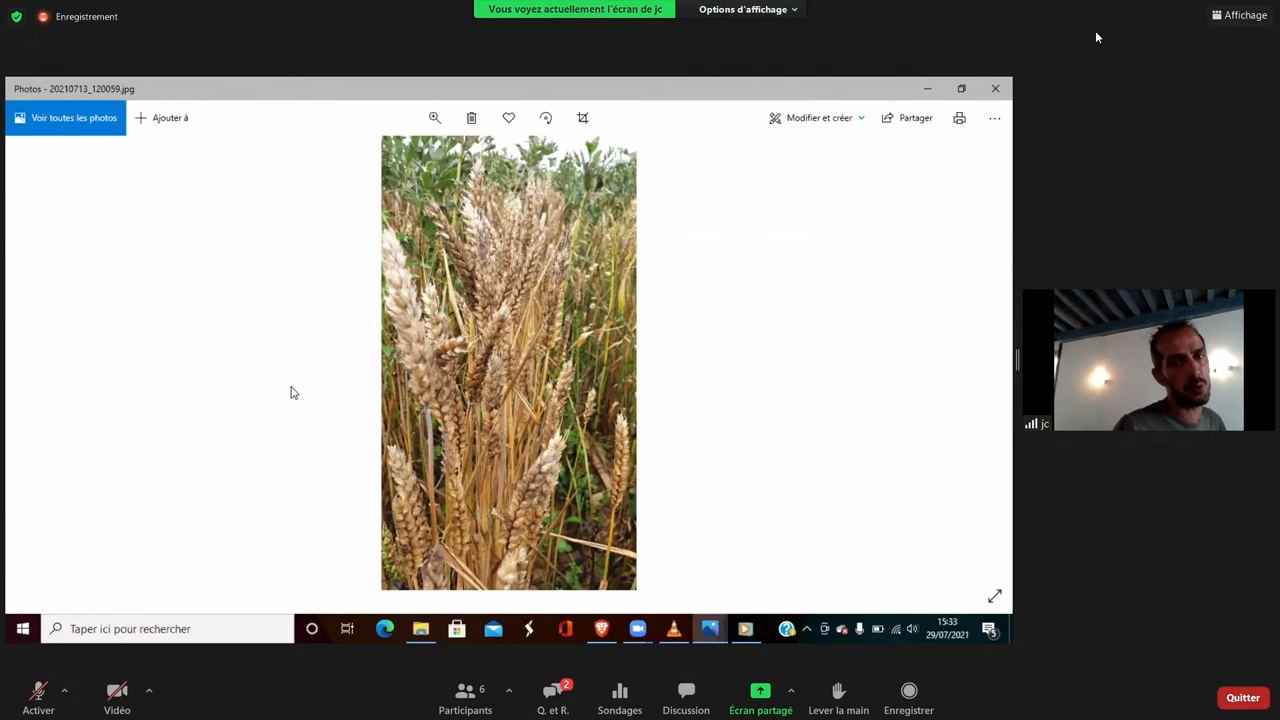 Enregistrement
Vous voyez actuellement l'écran de jc
Options d'affichage
Affichage
Photos - 20210713_120059.jpg
Voir toutes les photos
Ajouter à
Modifier et créer
Partager
jc
Taper ici pour rechercher
15:33
29/07/2021
5
Activer
Vidéo
6
Participants
2
Q. et R.
Sondages
Discussion
Écran partagé
Lever la main
Enregistrer
Quitter